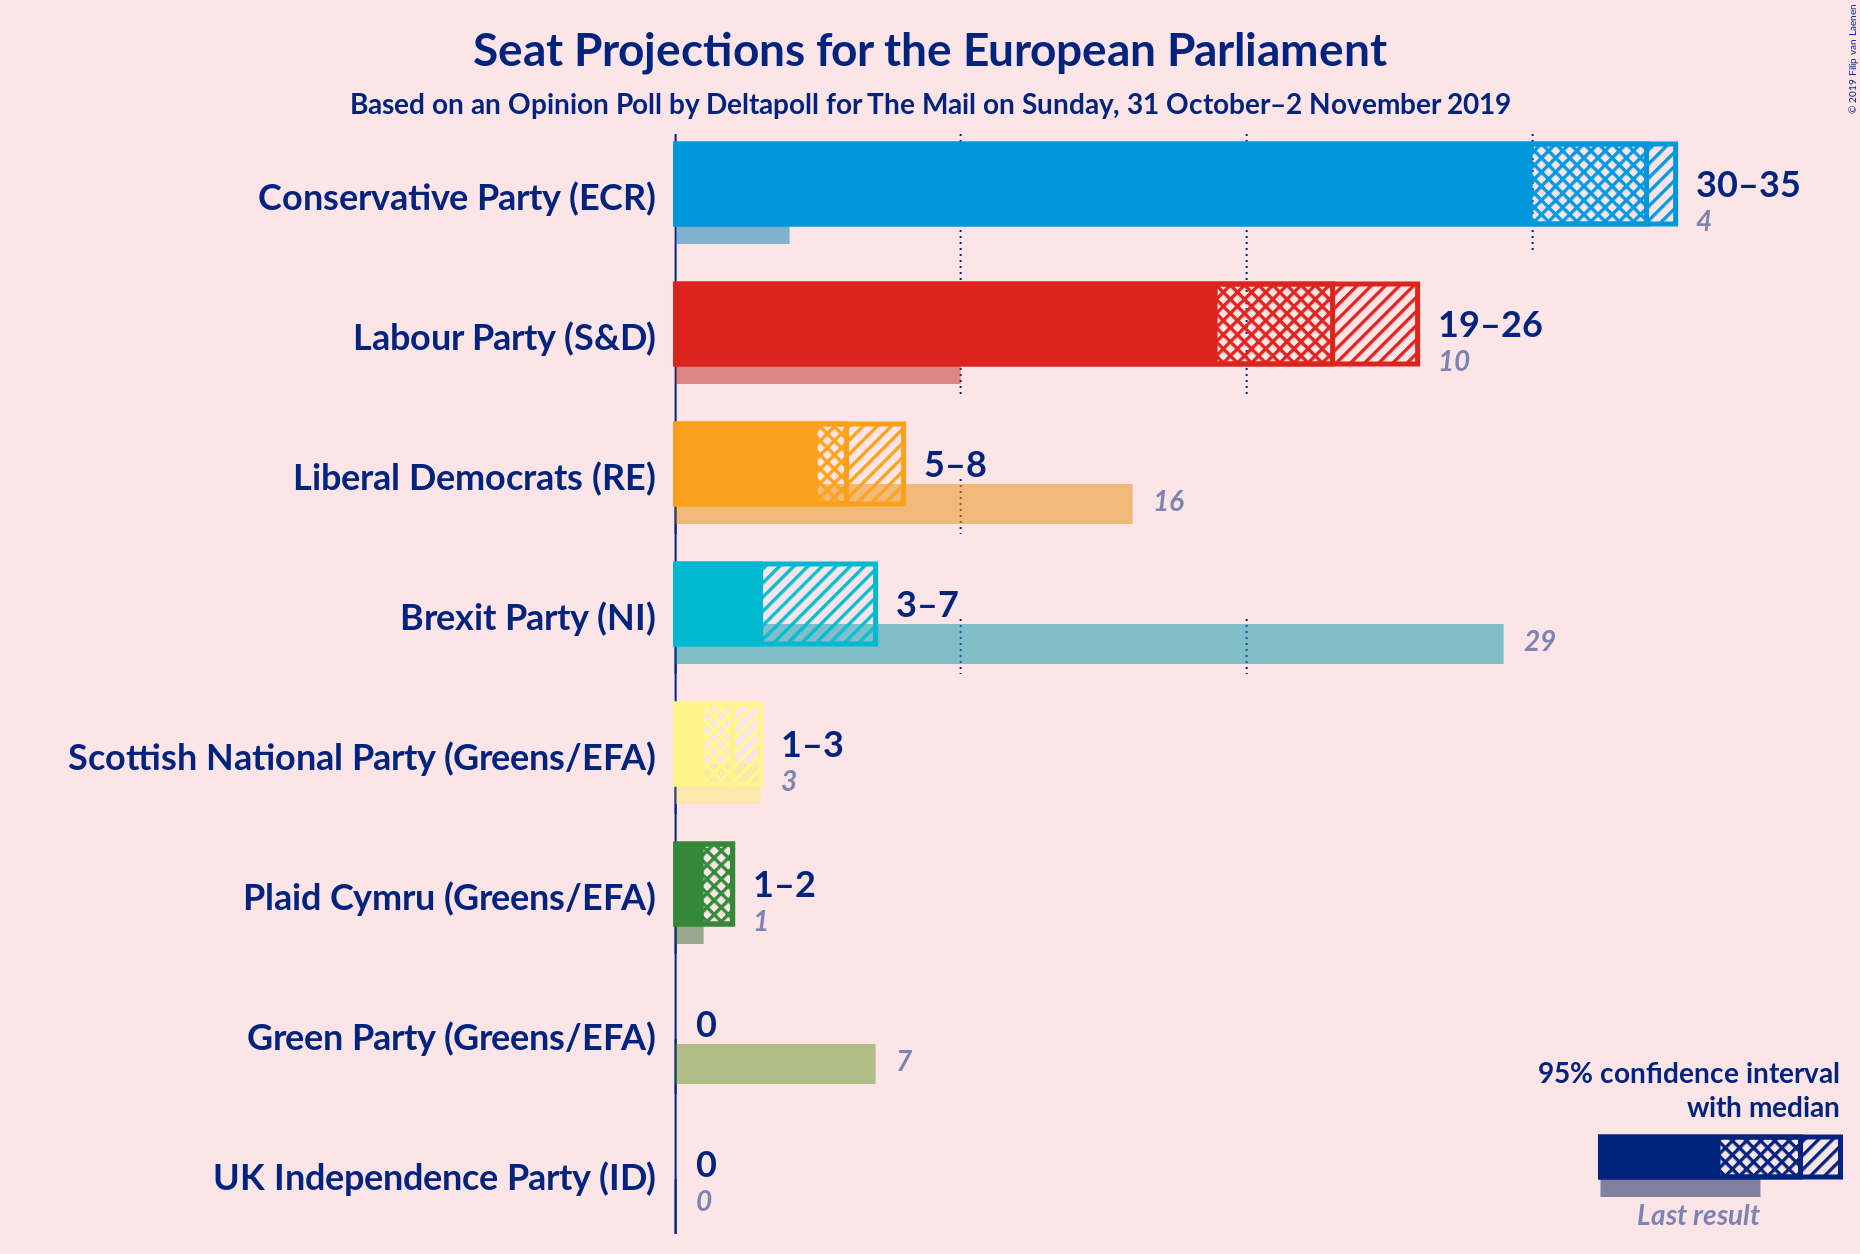 Seat Projections for the European Parliament
Based on an Opinion Poll by Deltapoll for The Mail on Sunday, 31 October–2 November 2019
© 2019 Filip van Laenen
Conservative Party (ECR)
30–35
4
Labour Party (S&D)
19–26
10
Liberal Democrats (RE)
5–8
16
Brexit Party (NI)
3–7
29
Scottish National Party (Greens/EFA)
1–3
3
Plaid Cymru (Greens/EFA)
1–2
1
Green Party (Greens/EFA)
0
7
UK Independence Party (ID)
0
0
95% confidence interval
with median
Last result